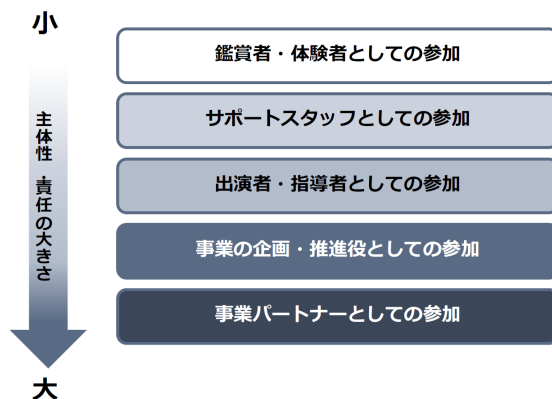 小
鑑賞者・体験者としての参加
サポートスタッフとしての参加
出演者・指導者としての参加
事業の企画・推進役としての参加
事業パートナーとしての参加
主体性・責任の大きさ
大